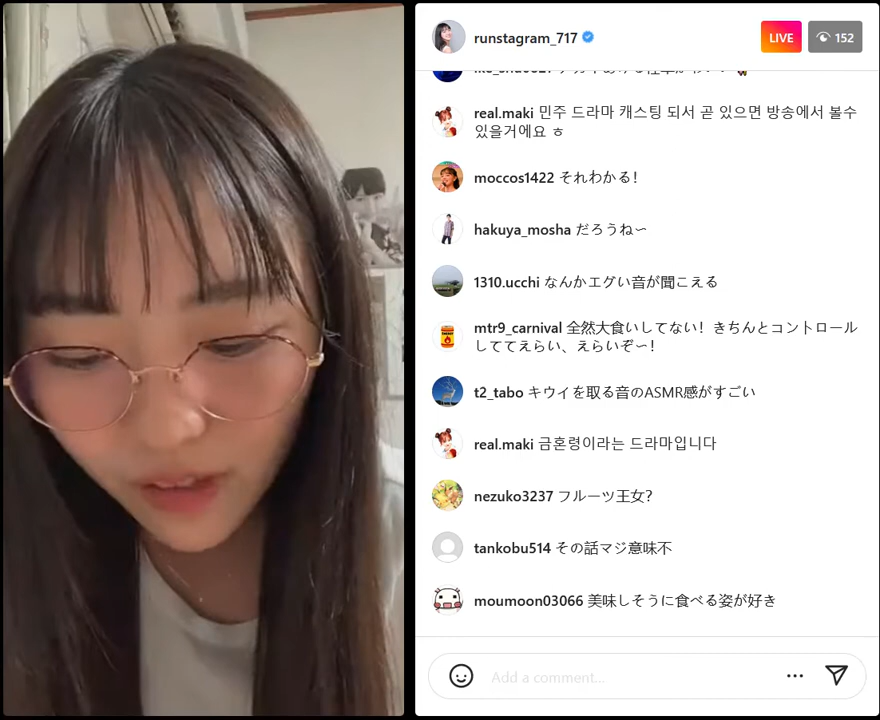 runstagram_717
LIVE
152
real.maki 민주 드라마 캐스팅 되서 곧 있으면 방송에서 볼수
있을거에요 ㅎ
moccos1422 それわかる！
hakuya_mosha だろうね〜
1310.ucchi なんかエグい音が聞こえる
mtr9_carnival 全然大食いしてない！きちんとコントロール
しててえらい、えらいぞ〜！
t2_tabo キウイを取る音のASMR感がすごい
real.maki 금혼령이라는 드라마입니다
nezuko3237 フルーツ王女？
tankobu514 その話マジ意味不
moumoon03066 美味しそうに食べる姿が好き
Add a comment...